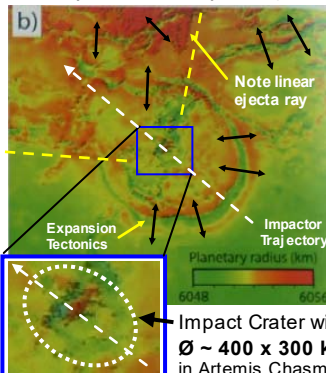 b)
Note linear
ejecta ray
Expansion
Tectonics
Impactor
Trajectory
Planetary radius (km)
6048
6056
Impact Crater wi
Ø ~ 400 x 300 k
in Artemis Chasm